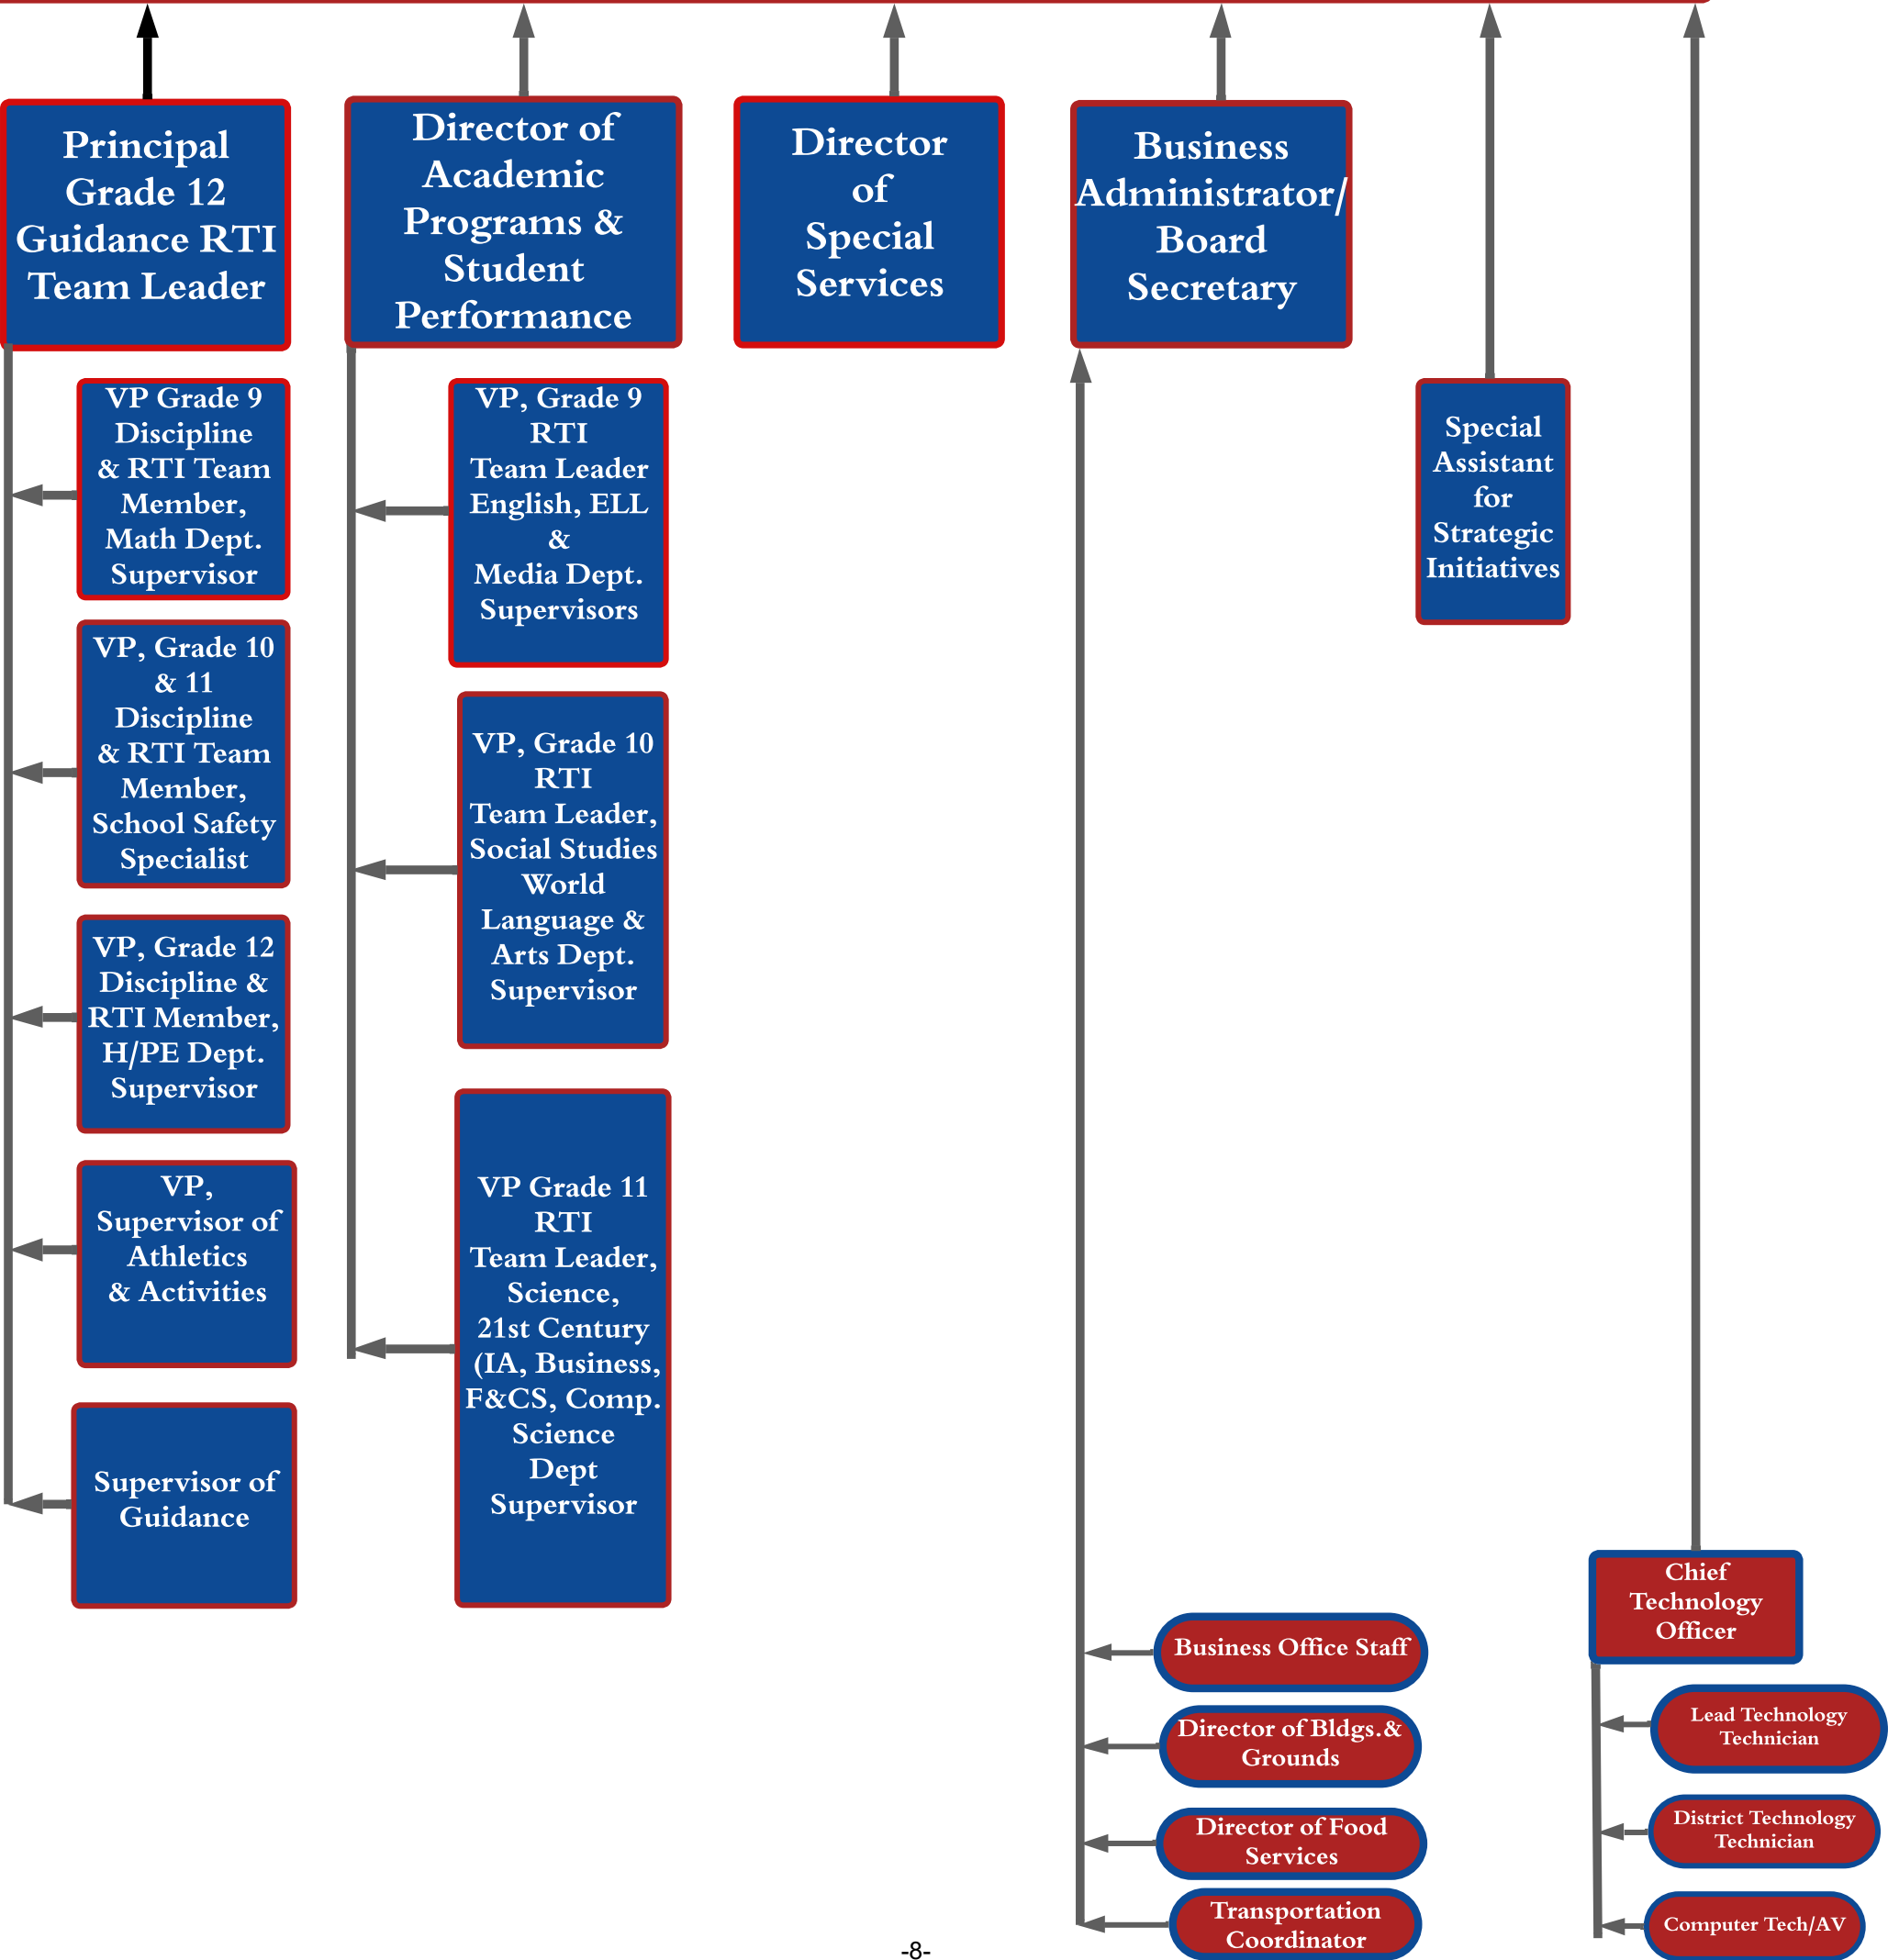 Principal
Grade 12
Guidance RTI
Team Leader
Director of
Academic
Programs &
Student
Performance
Director
of
Special
Services
Business
Administrator/
Board
Secretary
VP Grade 9
Discipline
& RTI Team
Member,
Math Dept.
Supervisor
VP, Grade 10
& 11
Discipline
& RTI Team
Member,
School Safety
Specialist
VP, Grade 12
Discipline &
RTI Member,
H/PE Dept.
Supervisor
VP,
Supervisor of
Athletics
& Activities
Supervisor of
Guidance
VP, Grade 9
RTI
Team Leader
English, ELL
&
Media Dept.
Supervisors
VP, Grade 10
RTI
Team Leader,
Social Studies
World
Language &
Arts Dept.
Supervisor
VP Grade 11
RTI
Team Leader,
Science,
21st Century
(IA, Business,
F&CS, Comp.
Science
Dept
Supervisor
Special
Assistant
for
Strategic
Initiatives
Business Office Staff
Director of Bldgs.&
Grounds
Director of Food
Services
Transportation
Coordinator
Chief
Technology
Officer
Lead Technology
Technician
District Technology
Technician
Computer Tech/AV
-8-